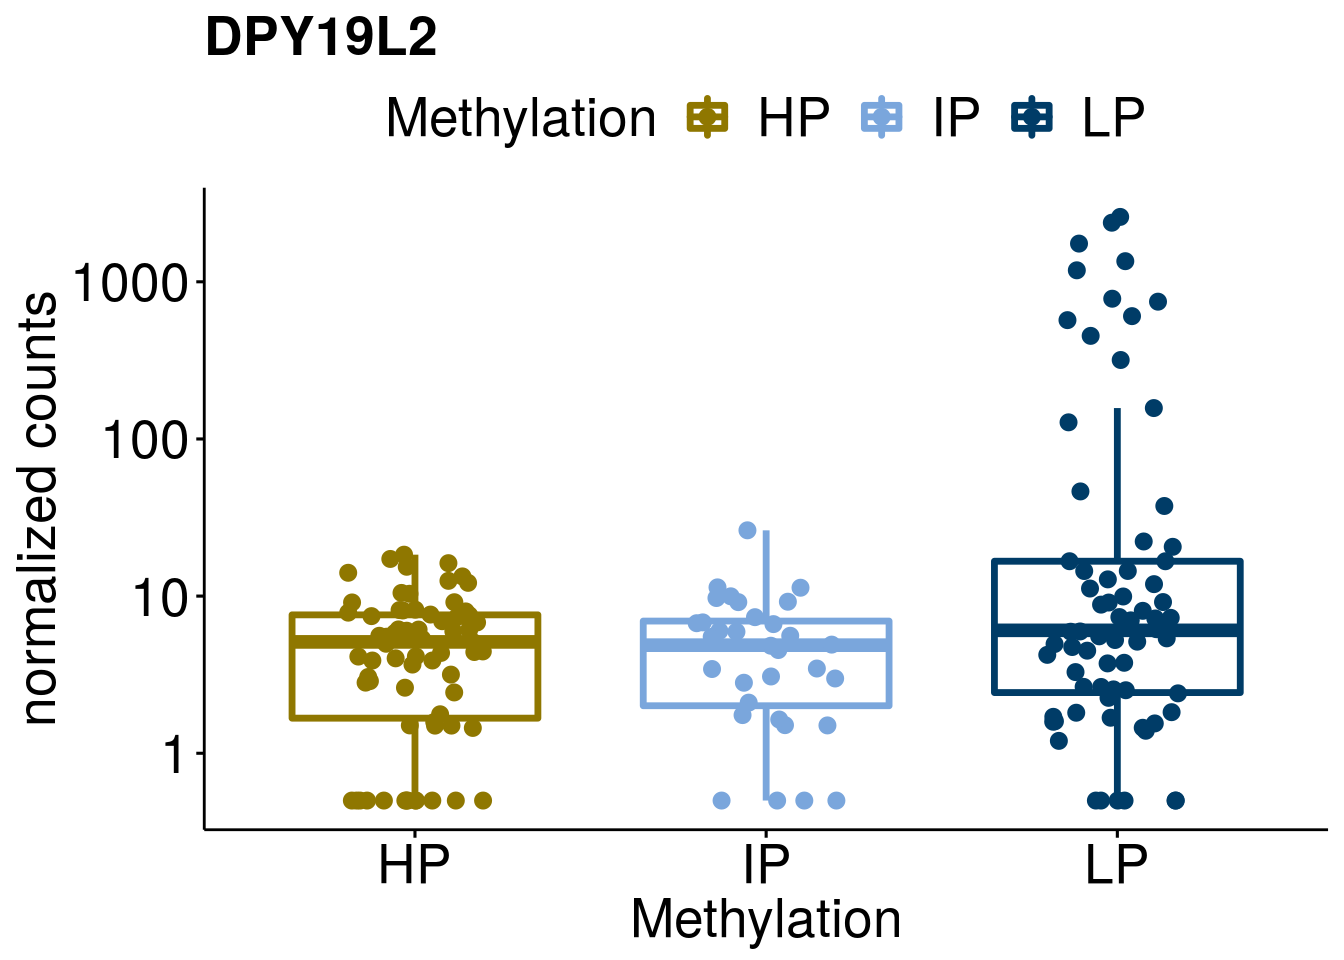 DPY19L2
Methylation HP IP LP
normalized counts
1000
100
10
1
HP IP LP
Methylation